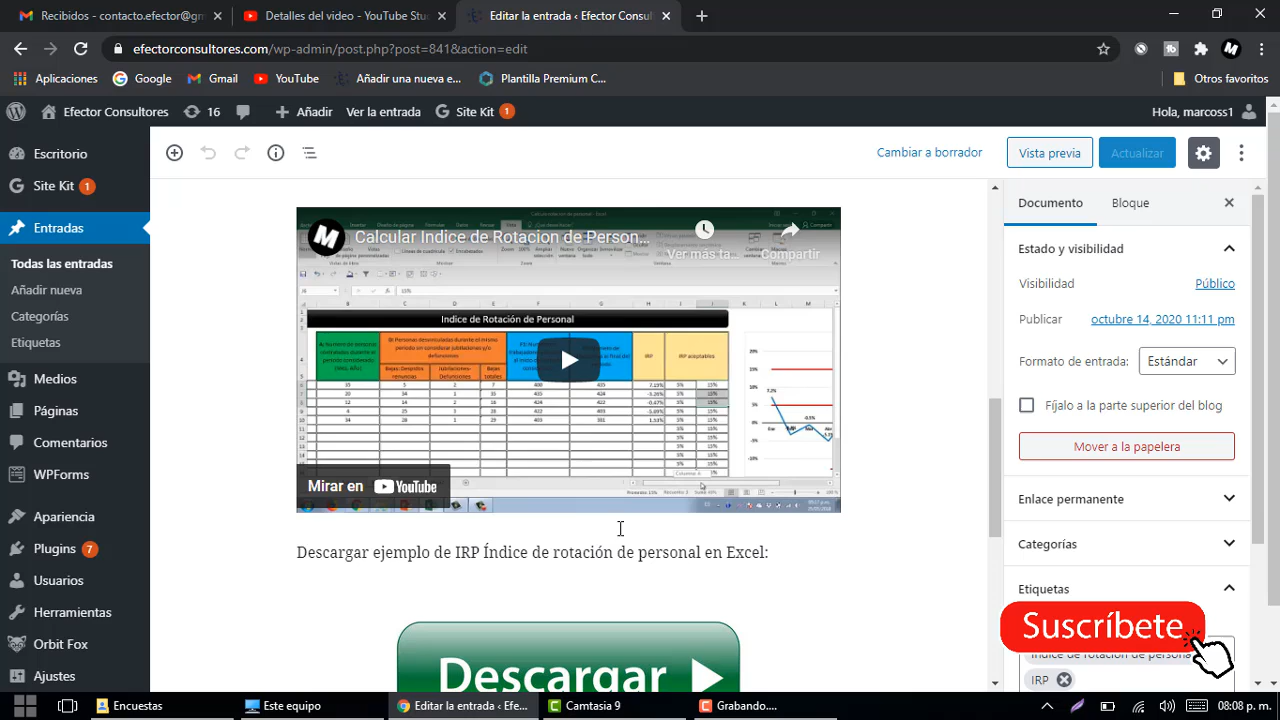 Recibidos - contacto.efector@gm
Detalles del video - YouTube Stu
Editar la entrada ‹ Efector Consul
efectorconsultores.com/wp-admin/post.php?post=841&action=edit
Aplicaciones
Google
Gmail
YouTube
Añadir una nueva e...
Plantilla Premium C...
Otros favoritos
Efector Consultores
16
Añadir
Ver la entrada
Site Kit
1
Hola, marcoss1
Escritorio
Site Kit 1
Entradas
Todas las entradas
Añadir nueva
Categorías
Etiquetas
Medios
Páginas
Comentarios
WPForms
Apariencia
Plugins 7
Usuarios
Herramientas
Orbit Fox
Ajustes
Cambiar a borrador
Vista previa
Actualizar
M
Calcular Indice de Rotacion de Person...
Ver más ta...
Compartir
Indice de Rotación de Personal
IRP
IRP aceptables
Mirar en YouTube
Descargar ejemplo de IRP Índice de rotación de personal en Excel:
Descargar
Documento
Bloque
Estado y visibilidad
Visibilidad
Público
Publicar
octubre 14, 2020 11:11 pm
Formato de entrada:
Estándar
Fíjalo a la parte superior del blog
Mover a la papelera
Enlace permanente
Categorías
Etiquetas
Suscríbete
IRP
Encuestas
Este equipo
Editar la entrada ‹ Efe...
Camtasia 9
Grabando....
08:08 p. m.